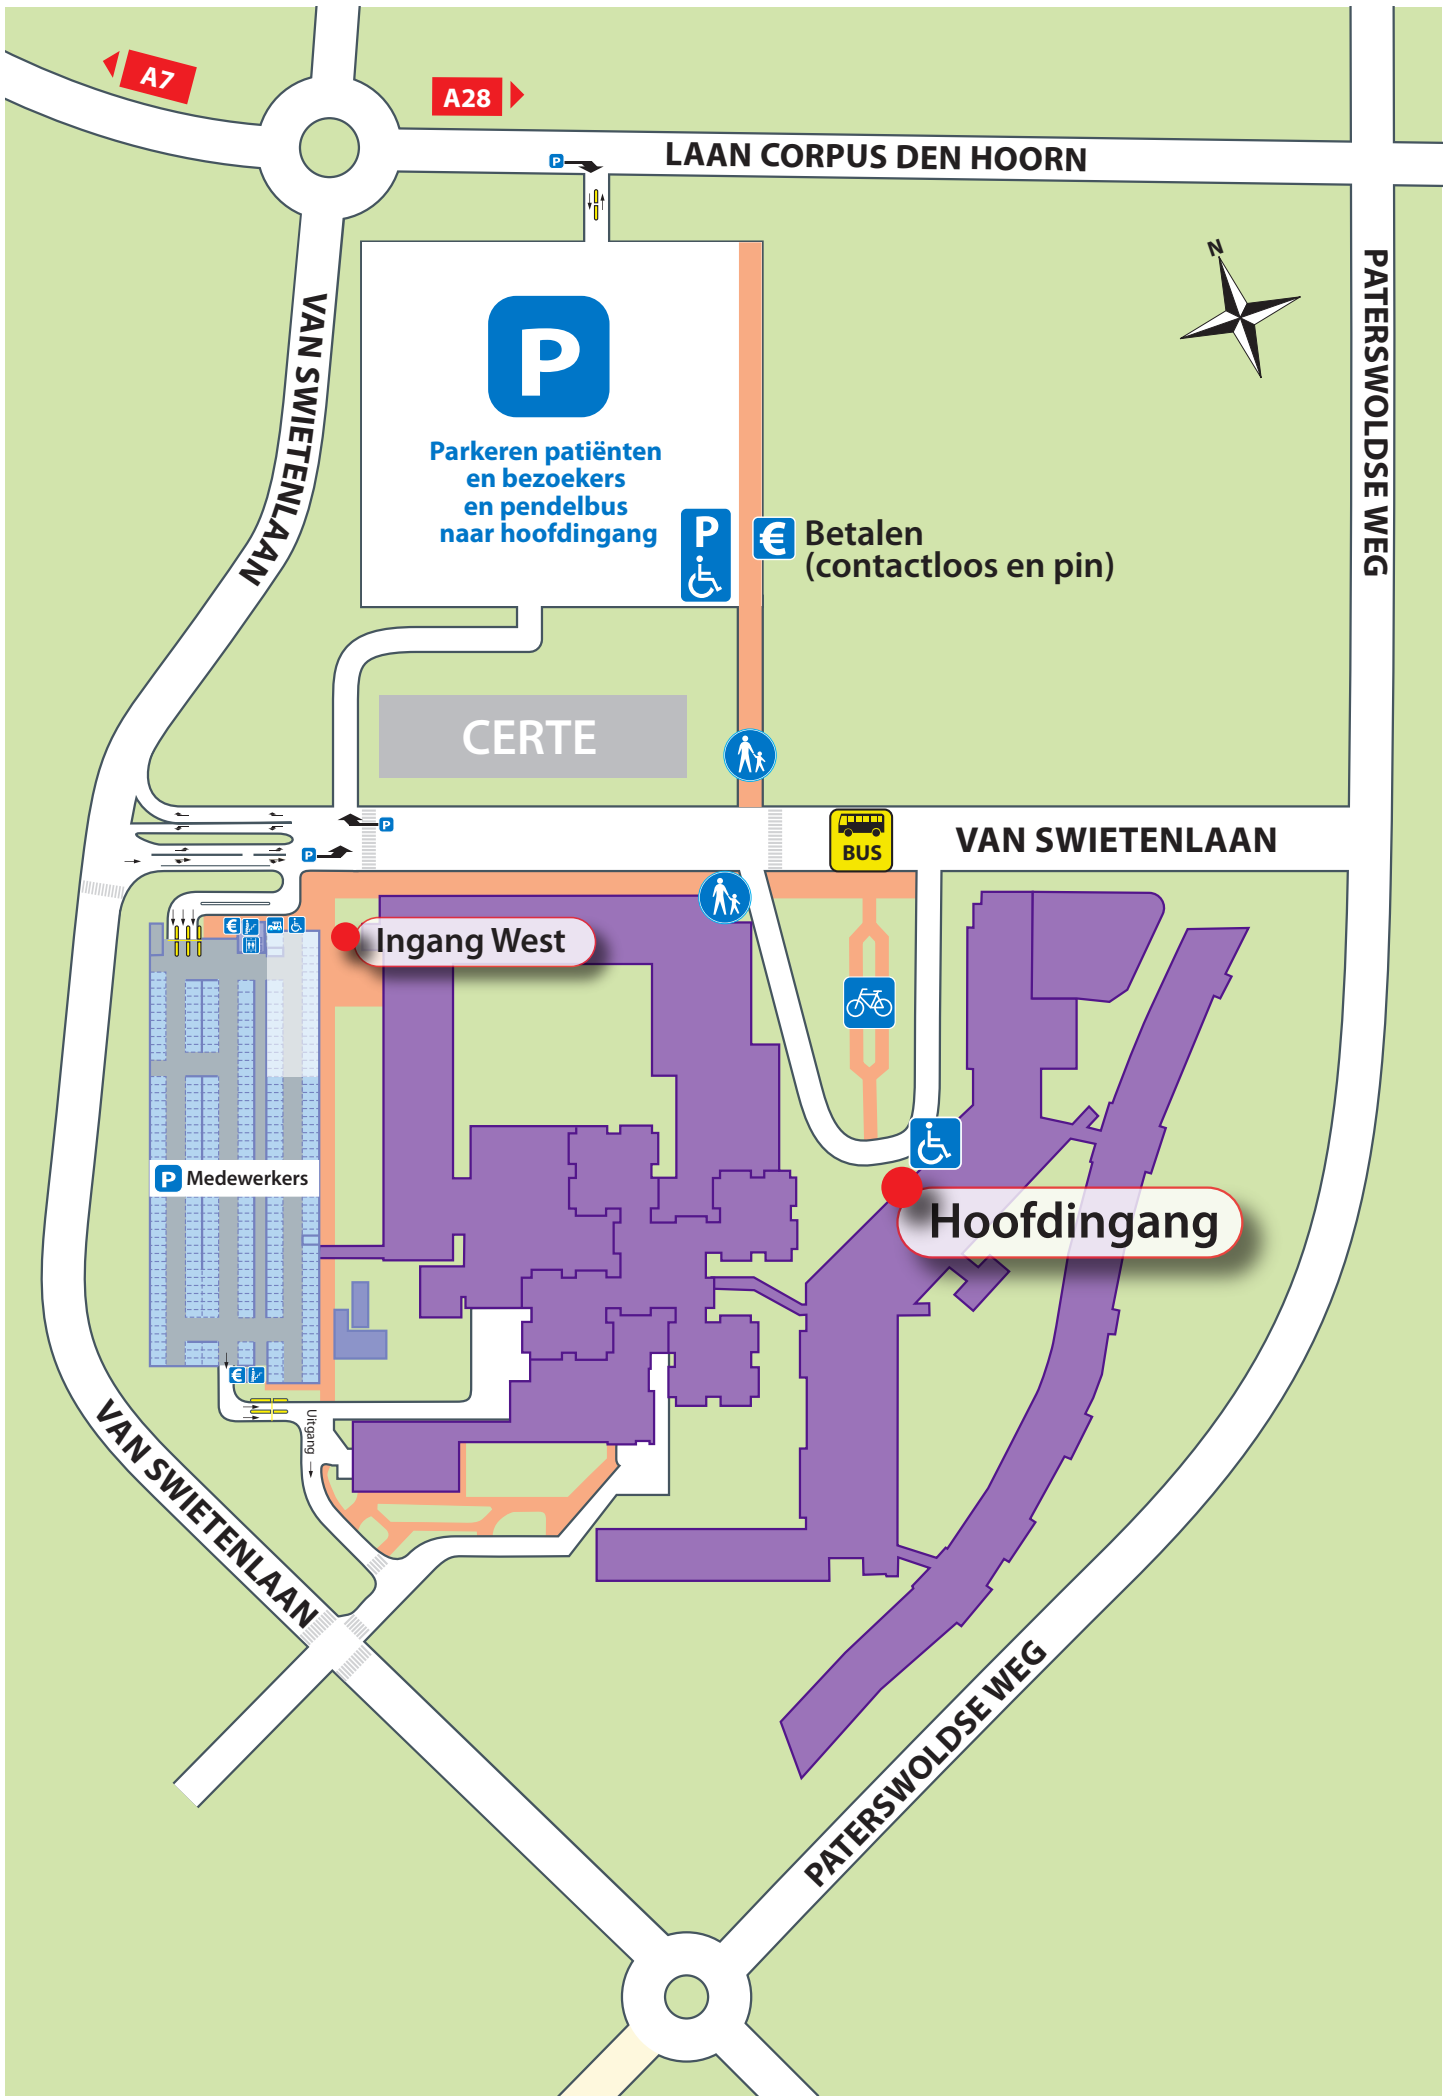 A7
A28
P
LAAN CORPUS DEN HOORN
N
VAN SWIETENLAAN
PATERSWOLDSE WEG
P
Parkeren patiënten
en bezoekers
en pendelbus
naar hoofdingang
P
€ Betalen
(contactloos en pin)
CERTE
P
P
BUS
VAN SWIETENLAAN
€
Ingang West
P Medewerkers
Hoofdingang
€
Uitgang
VAN SWIETENLAAN
PATERSWOLDSE WEG